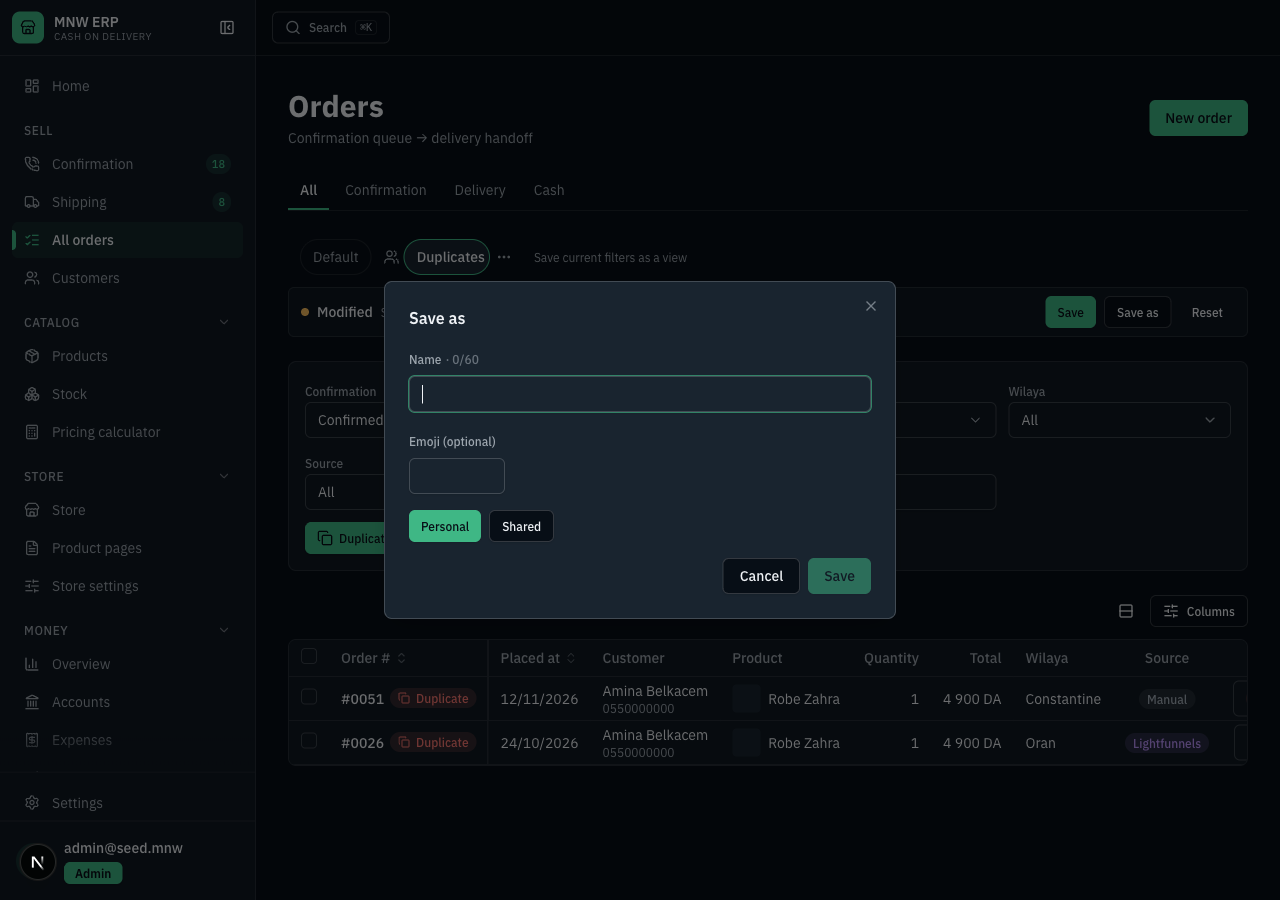 MNW ERP
CASH ON DELIVERY
Search ⌘K
Home
SELL
Confirmation 18
Shipping 8
All orders
Customers
CATALOG
Products
Stock
Pricing calculator
STORE
Store
Product pages
Store settings
MONEY
Overview
Accounts
Expenses
Settings
N
admin@seed.mnw
Admin
Orders
Confirmation queue → delivery handoff
New order
All Confirmation Delivery Cash
Default Duplicates ··· Save current filters as a view
Modified
Save Save as Reset
Save as
Name · 0/60
Emoji (optional)
Personal Shared
Cancel Save
Confirmation Wilaya
Confirmed All
Source
All
Columns
Order # Placed at Customer Product Quantity Total Wilaya Source
#0051 Duplicate 12/11/2026 Amina Belkacem Robe Zahra 1 4 900 DA Constantine Manual
0550000000
#0026 Duplicate 24/10/2026 Amina Belkacem Robe Zahra 1 4 900 DA Oran Lightfunnels
0550000000